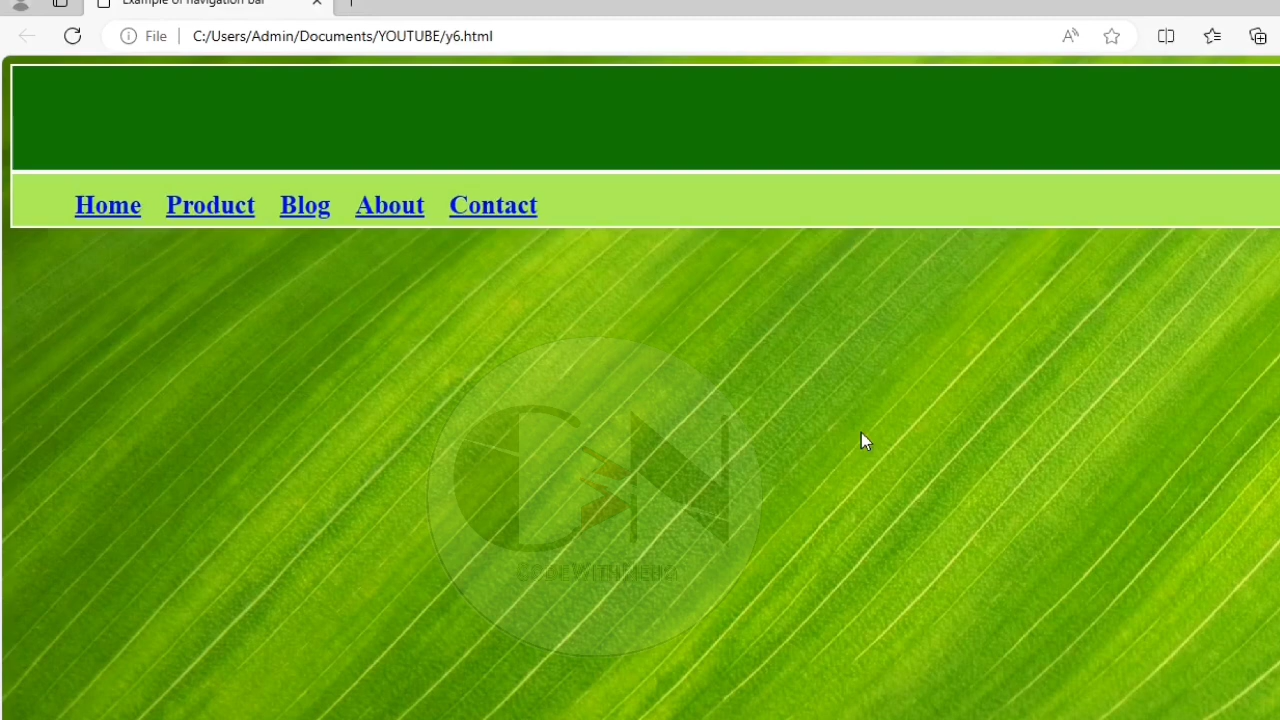 Example of navigation bar
File
C:/Users/Admin/Documents/YOUTUBE/y6.html
Home Product Blog About Contact